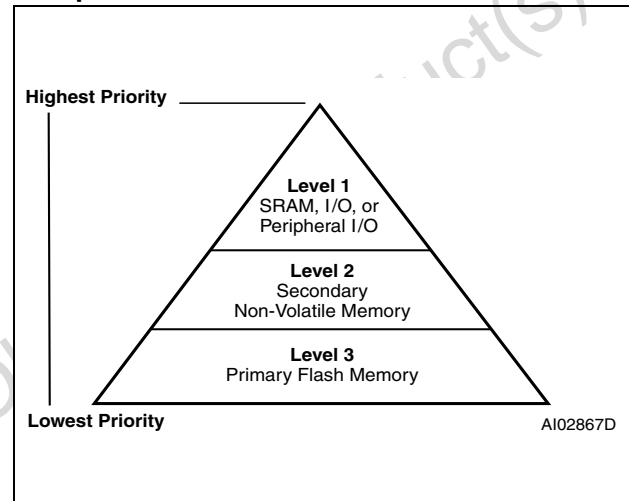 uct(s)
Highest Priority
Level 1
SRAM, I/O, or
Peripheral I/O
Level 2
Secondary
Non-Volatile Memory
Level 3
Primary Flash Memory
Lowest Priority
AI02867D